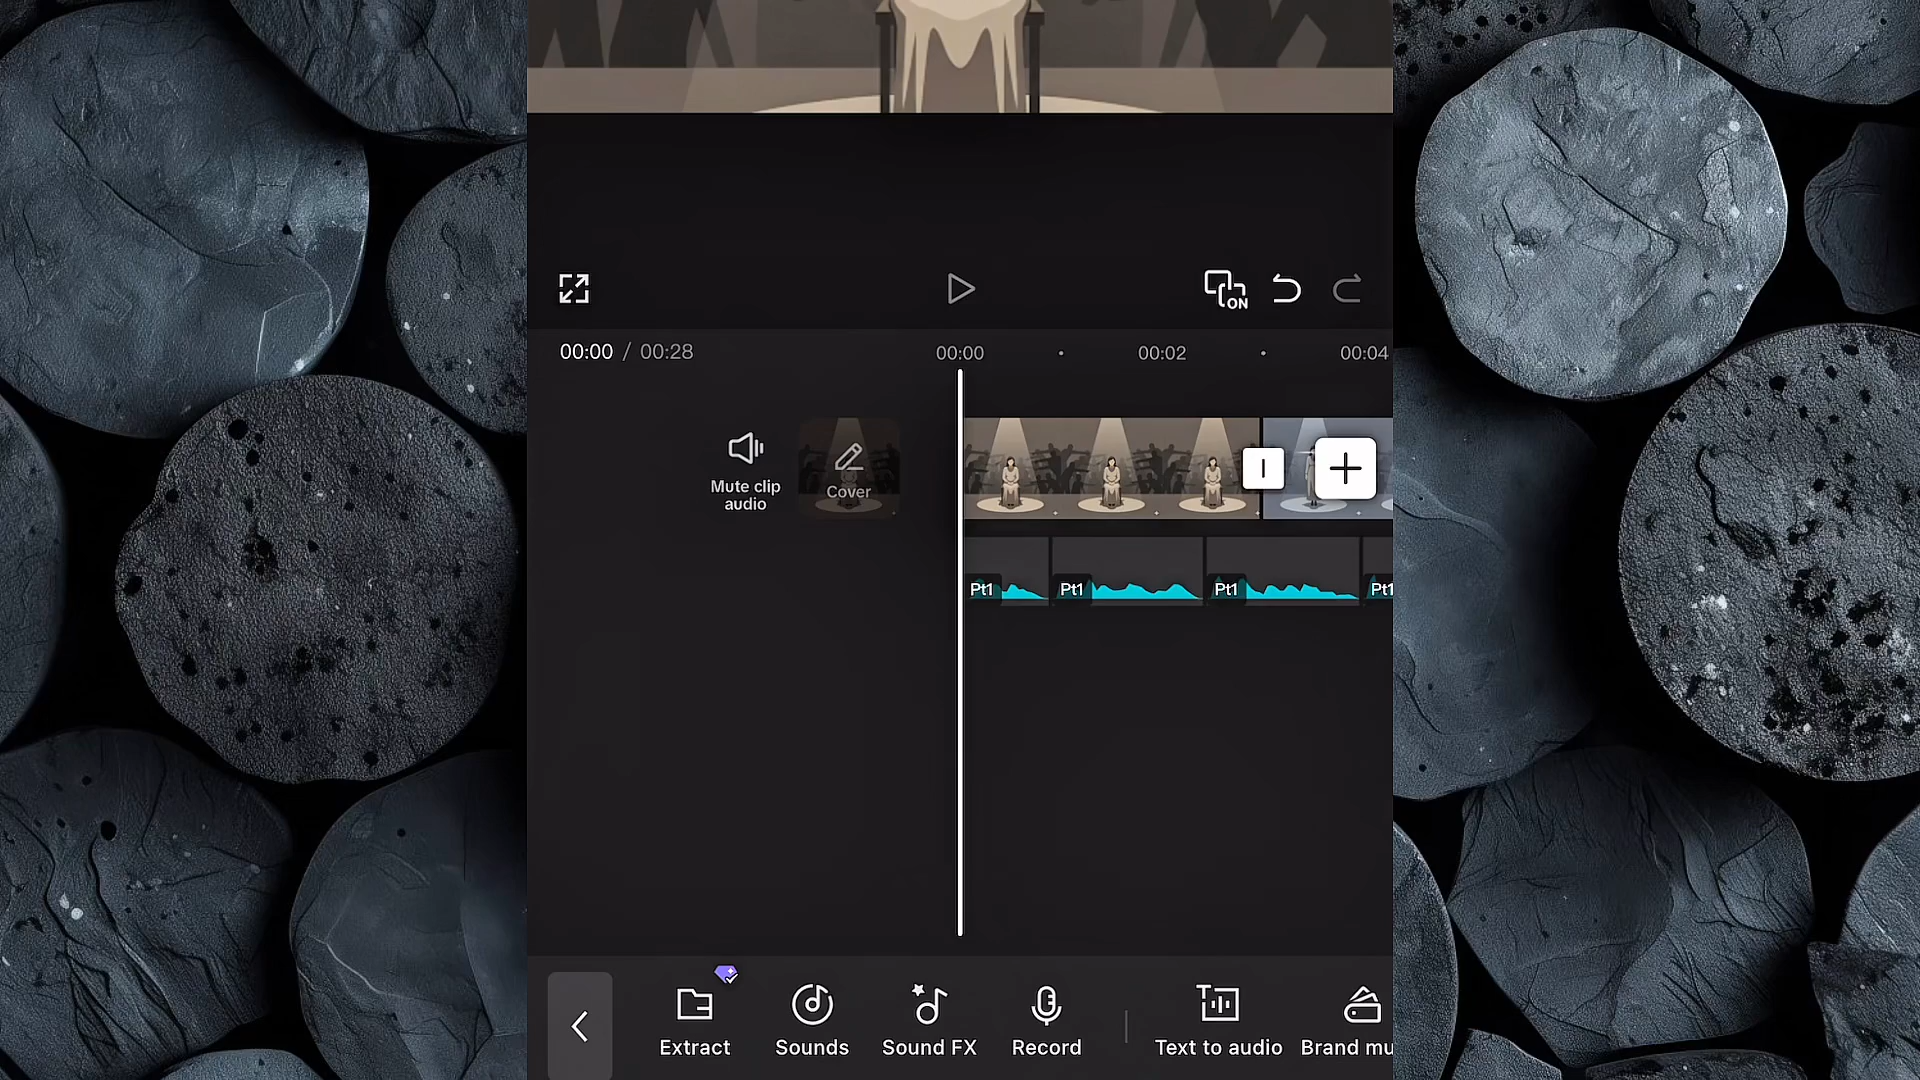 ON
00:00 / 00:28
00:00
00:02
00:04
Mute clip
audio
Cover
Pt1
Pt1
Pt1
Pt1
Extract
Sounds
Sound FX
Record
Text to audio
Brand mu